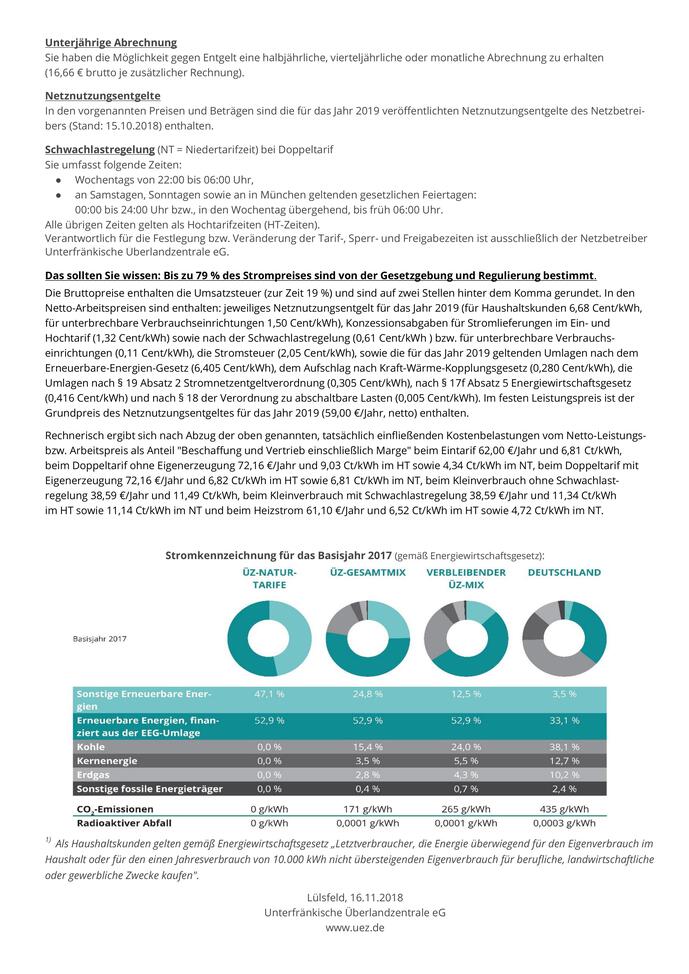 Unterjährige Abrechnung
Sie haben die Möglichkeit gegen Entgelt eine halbjährliche, vierteljährliche oder monatliche Abrechnung zu erhalten
(16,66 € brutto je zusätzlicher Rechnung).
Netznutzungsentgelte
In den vorgenannten Preisen und Beträgen sind die für das Jahr 2019 veröffentlichten Netznutzungsentgelte des Netzbetrei-
bers (Stand: 15.10.2018) enthalten.
Schwachlastregelung (NT = Niedertarifzeit) bei Doppeltarif
Sie umfasst folgende Zeiten:
● Wochentags von 22:00 bis 06:00 Uhr,
● an Samstagen, Sonntagen sowie an in München geltenden gesetzlichen Feiertagen:
00:00 bis 24:00 Uhr bzw., in den Wochentag übergehend, bis früh 06:00 Uhr.
Alle übrigen Zeiten gelten als Hochtarifzeiten (HT-Zeiten).
Verantwortlich für die Festlegung bzw. Veränderung der Tarif-, Sperr- und Freigabezeiten ist ausschließlich der Netzbetreiber
Unterfränkische Überlandzentrale eG.
Das sollten Sie wissen: Bis zu 79 % des Strompreises sind von der Gesetzgebung und Regulierung bestimmt.
Die Bruttopreise enthalten die Umsatzsteuer (zur Zeit 19 %) und sind auf zwei Stellen hinter dem Komma gerundet. In den
Netto-Arbeitspreisen sind enthalten: jeweiliges Netznutzungsentgelt für das Jahr 2019 (für Haushaltskunden 6,68 Cent/kWh,
für unterbrechbare Verbrauchseinrichtungen 1,50 Cent/kWh), Konzessionsabgaben für Stromlieferungen im Ein- und
Hochtarif (1,32 Cent/kWh) sowie nach der Schwachlastregelung (0,61 Cent/kWh ) bzw. für unterbrechbare Verbrauchs-
einrichtungen (0,11 Cent/kWh), die Stromsteuer (2,05 Cent/kWh), sowie die für das Jahr 2019 geltenden Umlagen nach dem
Erneuerbare-Energien-Gesetz (6,405 Cent/kWh), dem Aufschlag nach Kraft-Wärme-Kopplungsgesetz (0,280 Cent/kWh), die
Umlagen nach § 19 Absatz 2 Stromnetzentgeltverordnung (0,305 Cent/kWh), nach § 17f Absatz 5 Energiewirtschaftsgesetz
(0,416 Cent/kWh) und nach § 18 der Verordnung zu abschaltbare Lasten (0,005 Cent/kWh). Im festen Leistungspreis ist der
Grundpreis des Netznutzungsentgeltes für das Jahr 2019 (59,00 €/Jahr, netto) enthalten.
Rechnerisch ergibt sich nach Abzug der oben genannten, tatsächlich einfließenden Kostenbelastungen vom Netto-Leistungs-
bzw. Arbeitspreis als Anteil "Beschaffung und Vertrieb einschließlich Marge" beim Eintarif 62,00 €/Jahr und 6,81 Ct/kWh,
beim Doppeltarif ohne Eigenerzeugung 72,16 €/Jahr und 9,03 Ct/kWh im HT sowie 4,34 Ct/kWh im NT, beim Doppeltarif mit
Eigenerzeugung 72,16 €/Jahr und 6,82 Ct/kWh im HT sowie 6,81 Ct/kWh im NT, beim Kleinverbrauch ohne Schwachlast-
regelung 38,59 €/Jahr und 11,49 Ct/kWh, beim Kleinverbrauch mit Schwachlastregelung 38,59 €/Jahr und 11,34 Ct/kWh
im HT sowie 11,14 Ct/kWh im NT und beim Heizstrom 61,10 €/Jahr und 6,52 Ct/kWh im HT sowie 4,72 Ct/kWh im NT.
Stromkennzeichnung für das Basisjahr 2017 (gemäß Energiewirtschaftsgesetz):
ÜZ-NATUR-
TARIFE
ÜZ-GESAMTMIX
VERBLEIBENDER
ÜZ-MIX
DEUTSCHLAND
Basisjahr 2017
Sonstige Erneuerbare Ener-
gien 47,1 % 24,8 % 12,5 % 3,5 %
Erneuerbare Energien, finan-
ziert aus der EEG-Umlage 52,9 % 52,9 % 52,9 % 33,1 %
Kohle 0,0 % 15,4 % 24,0 % 38,1 %
Kernenergie 0,0 % 3,5 % 5,5 % 12,7 %
Erdgas 0,0 % 2,8 % 4,3 % 10,2 %
Sonstige fossile Energieträger 0,0 % 0,4 % 0,7 % 2,4 %
CO₂-Emissionen 0 g/kWh 171 g/kWh 265 g/kWh 435 g/kWh
Radioaktiver Abfall 0 g/kWh 0,0001 g/kWh 0,0001 g/kWh 0,0003 g/kWh
1) Als Haushaltskunden gelten gemäß Energiewirtschaftsgesetz „Letztverbraucher, die Energie überwiegend für den Eigenverbrauch im
Haushalt oder für den einen Jahresverbrauch von 10.000 kWh nicht übersteigenden Eigenverbrauch für berufliche, landwirtschaftliche
oder gewerbliche Zwecke kaufen".
Lülsfeld, 16.11.2018
Unterfränkische Überlandzentrale eG
www.uez.de